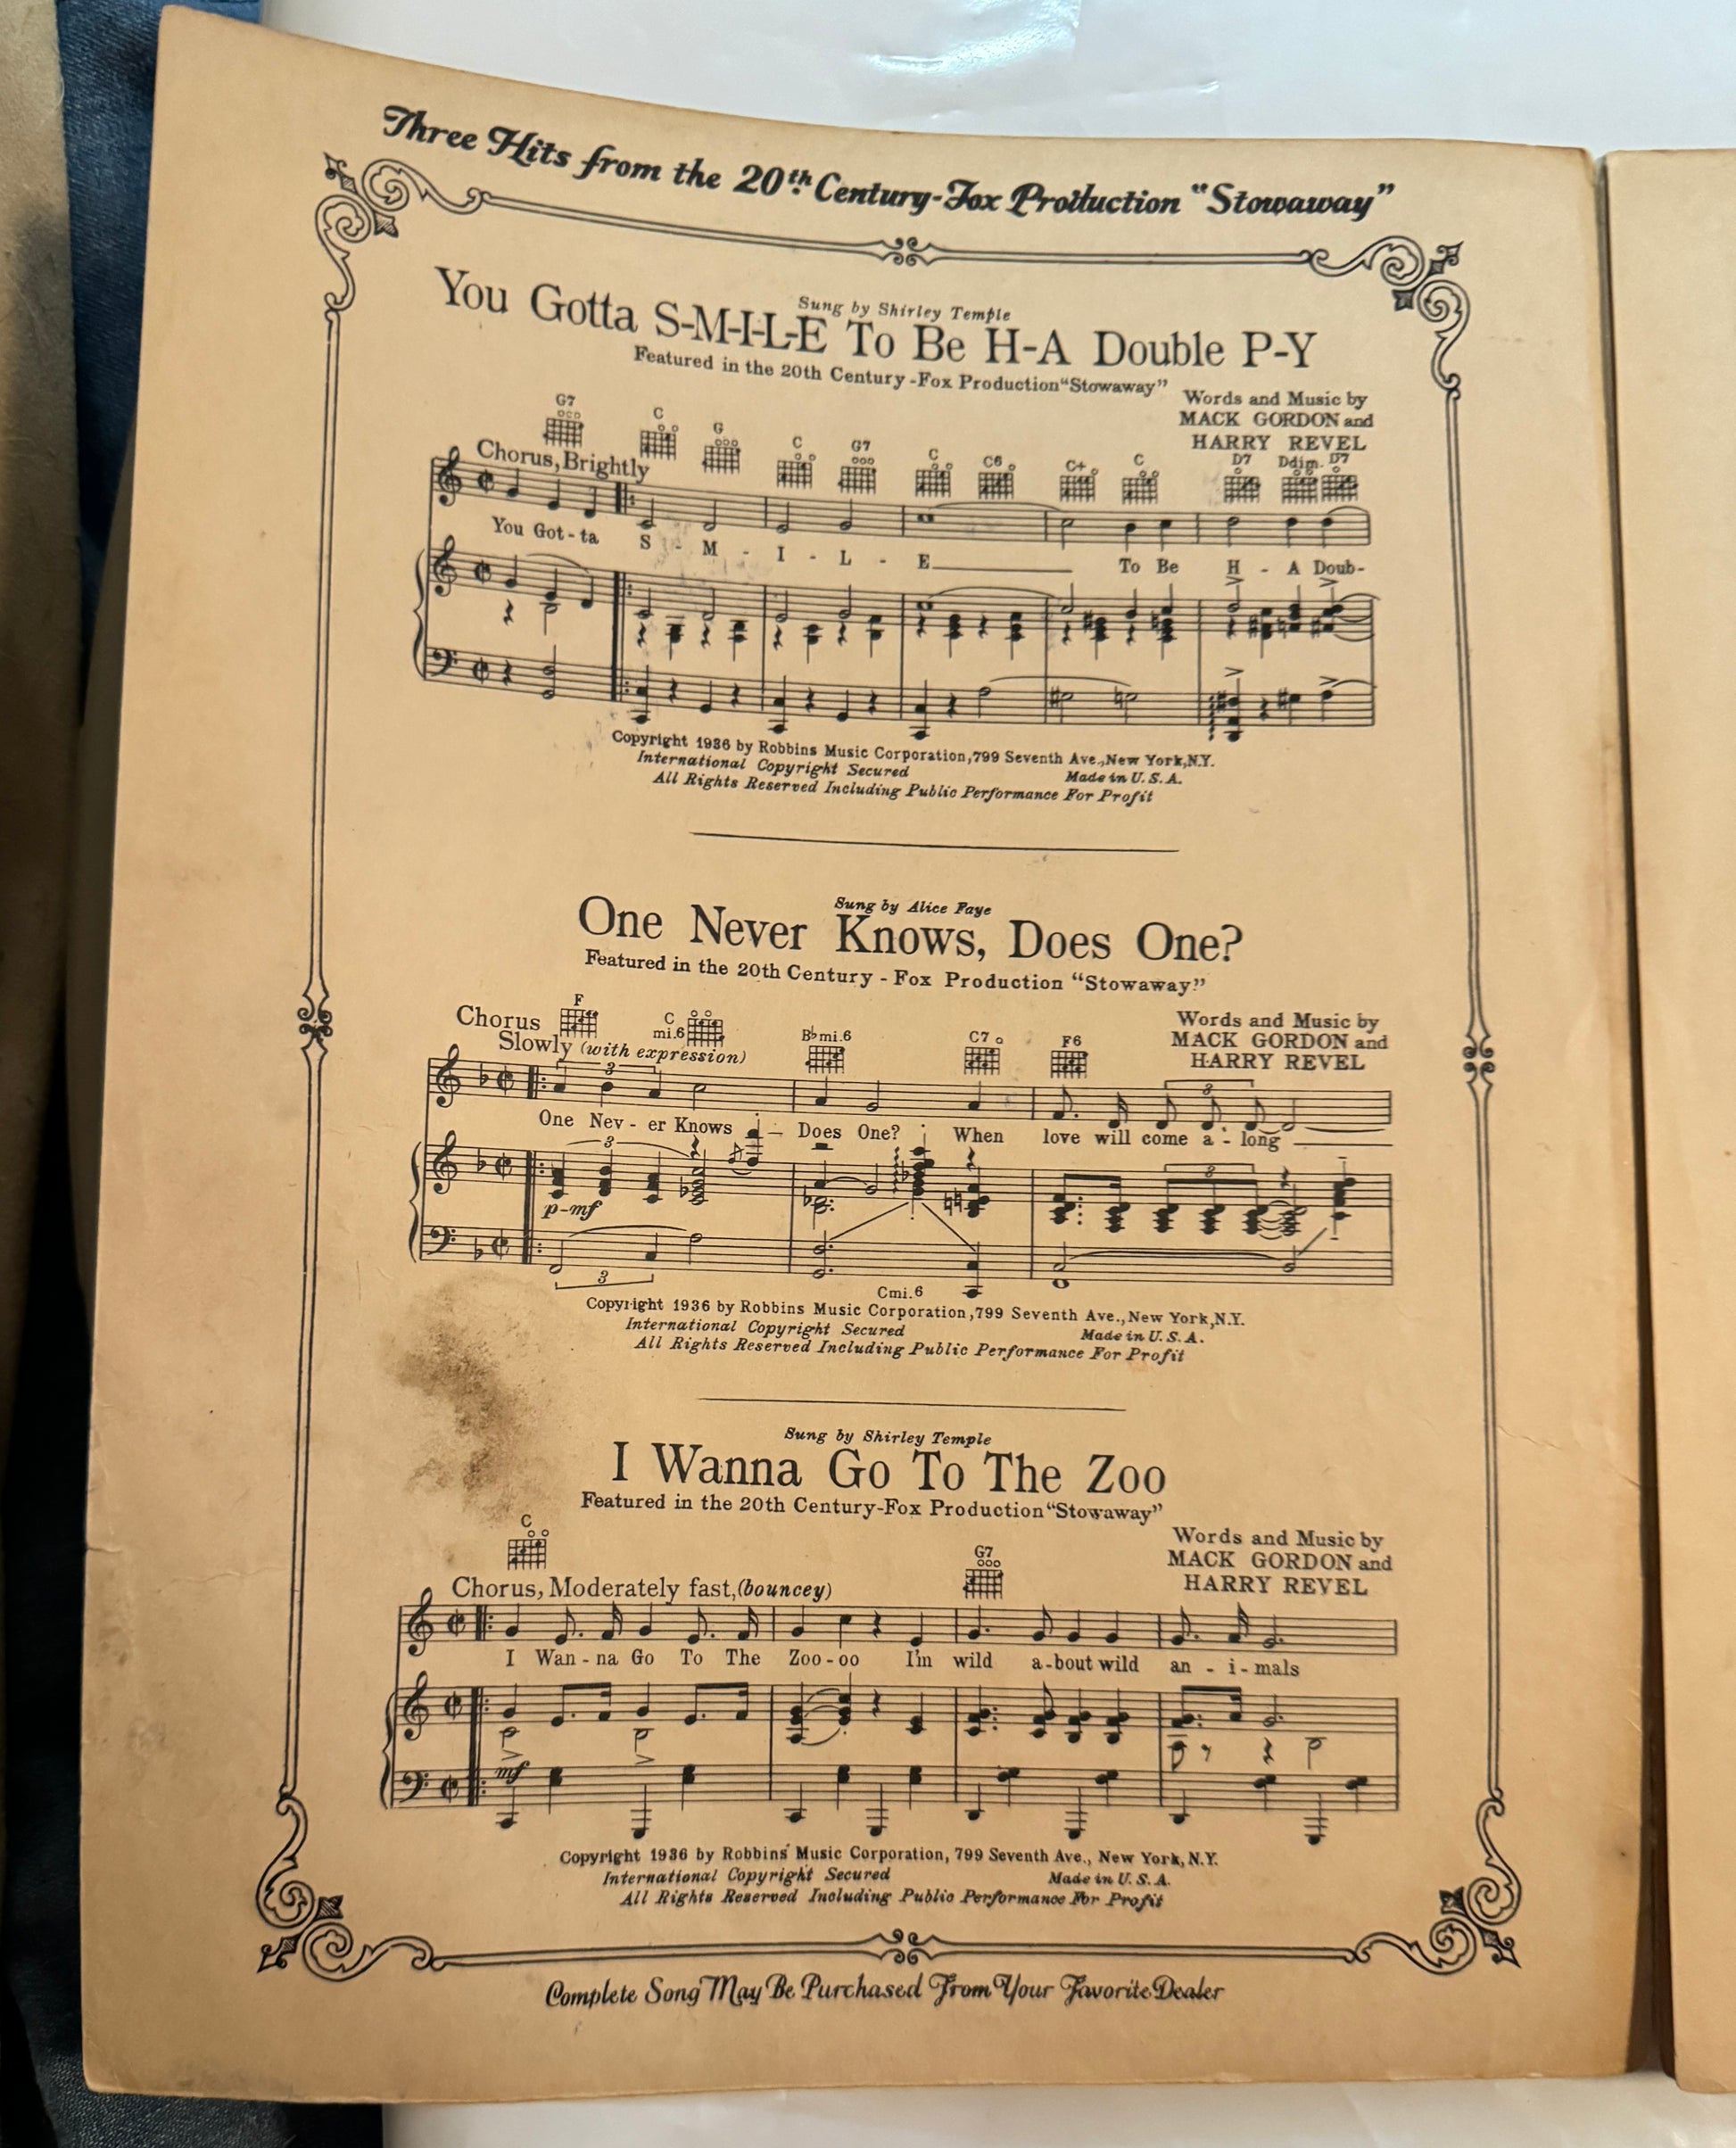 Three Hits from the 20th Century-Fox Production "Stowaway"
Sung by Shirley Temple
You Gotta S-M-I-L-E To Be H-A Double P-Y
Featured in the 20th Century-Fox Production "Stowaway"
Words and Music by
MACK GORDON and
HARRY REVEL
G7 C G C G7 C C6 C+ C D7 Ddim. D7
Chorus, Brightly
You Got-ta S - M - I - L - E To Be H - A Doub-
Copyright 1936 by Robbins Music Corporation, 799 Seventh Ave., New York, N.Y.
International Copyright Secured Made in U.S.A.
All Rights Reserved Including Public Performance For Profit
Sung by Alice Faye
One Never Knows, Does One?
Featured in the 20th Century - Fox Production "Stowaway."
Words and Music by
MACK GORDON and
HARRY REVEL
F C mi.6 B♭mi.6 C7 F6
Chorus
Slowly (with expression)
3 3
One Nev - er Knows Does One? When love will come a - long
3 3
p-mf
3
Cmi.6
Copyright 1936 by Robbins Music Corporation, 799 Seventh Ave., New York, N.Y.
International Copyright Secured Made in U.S.A.
All Rights Reserved Including Public Performance For Profit
Sung by Shirley Temple
I Wanna Go To The Zoo
Featured in the 20th Century-Fox Production "Stowaway"
Words and Music by
MACK GORDON and
HARRY REVEL
C G7
Chorus, Moderately fast, (bouncey)
I Wan - na Go To The Zoo - oo I'm wild a-bout wild an - i - mals
mf
Copyright 1936 by Robbins Music Corporation, 799 Seventh Ave., New York, N.Y.
International Copyright Secured Made in U.S.A.
All Rights Reserved Including Public Performance For Profit
Complete Song May Be Purchased From Your Favorite Dealer